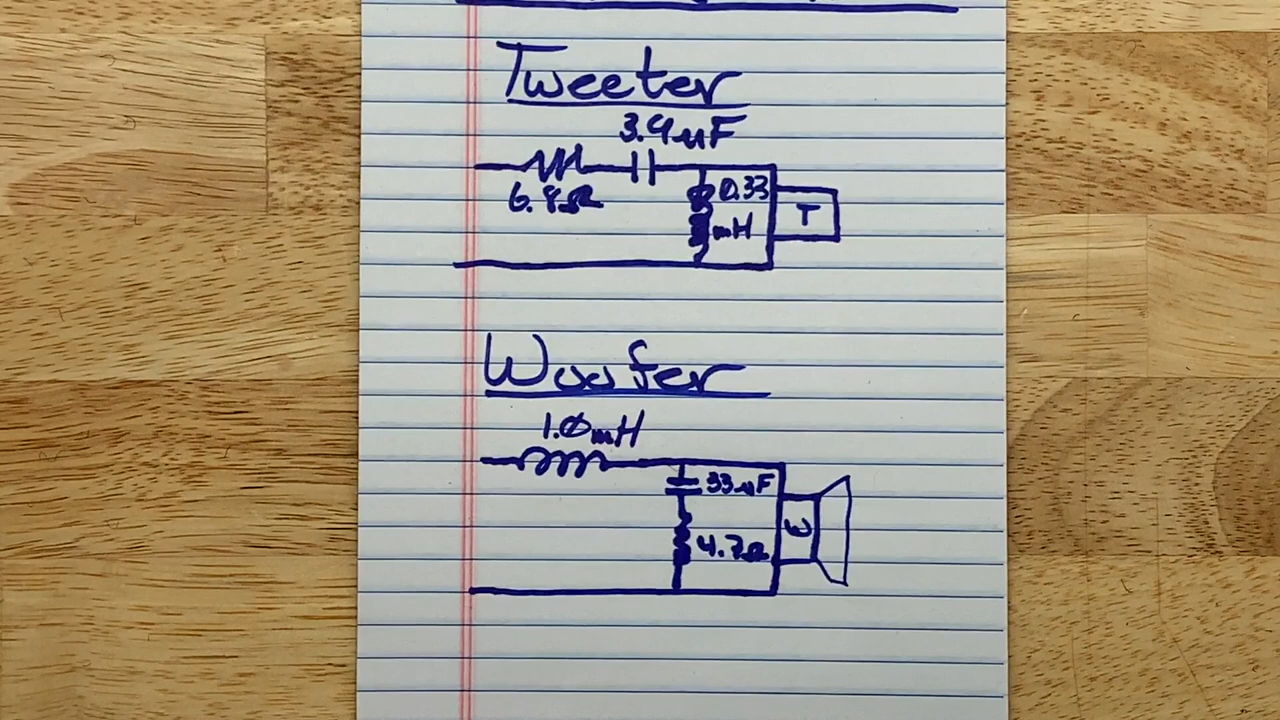 Tweeter
3.9uF
6.8Ω
0.33
mH
T
Woofer
1.0mH
33uF
4.7Ω
W